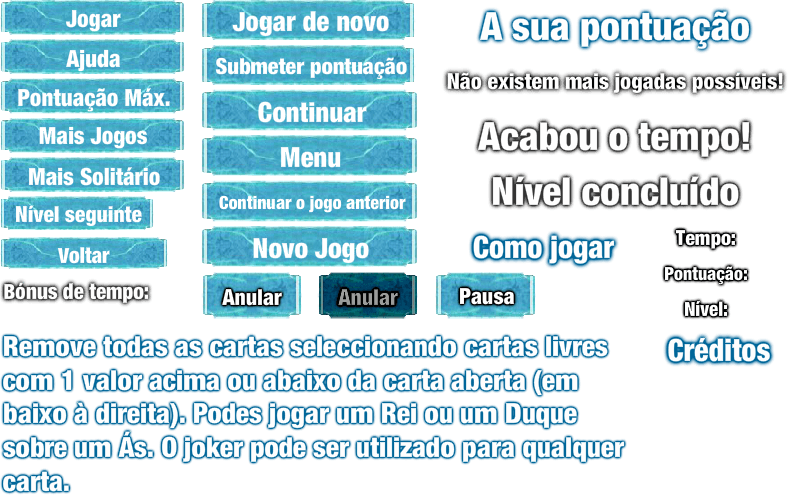 Jogar
Ajuda
Pontuação Máx.
Mais Jogos
Mais Solitário
Nível seguinte
Voltar
Bónus de tempo:
Jogar de novo
Submeter pontuação
Continuar
Menu
Continuar o jogo anterior
Novo Jogo
Anular
Anular
Pausa
A sua pontuação
Não existem mais jogadas possíveis!
Acabou o tempo!
Nível concluído
Como jogar
Tempo:
Pontuação:
Nível:
Créditos
Remove todas as cartas seleccionando cartas livres
com 1 valor acima ou abaixo da carta aberta (em
baixo à direita). Podes jogar um Rei ou um Duque
sobre um Ás. O joker pode ser utilizado para qualquer
carta.